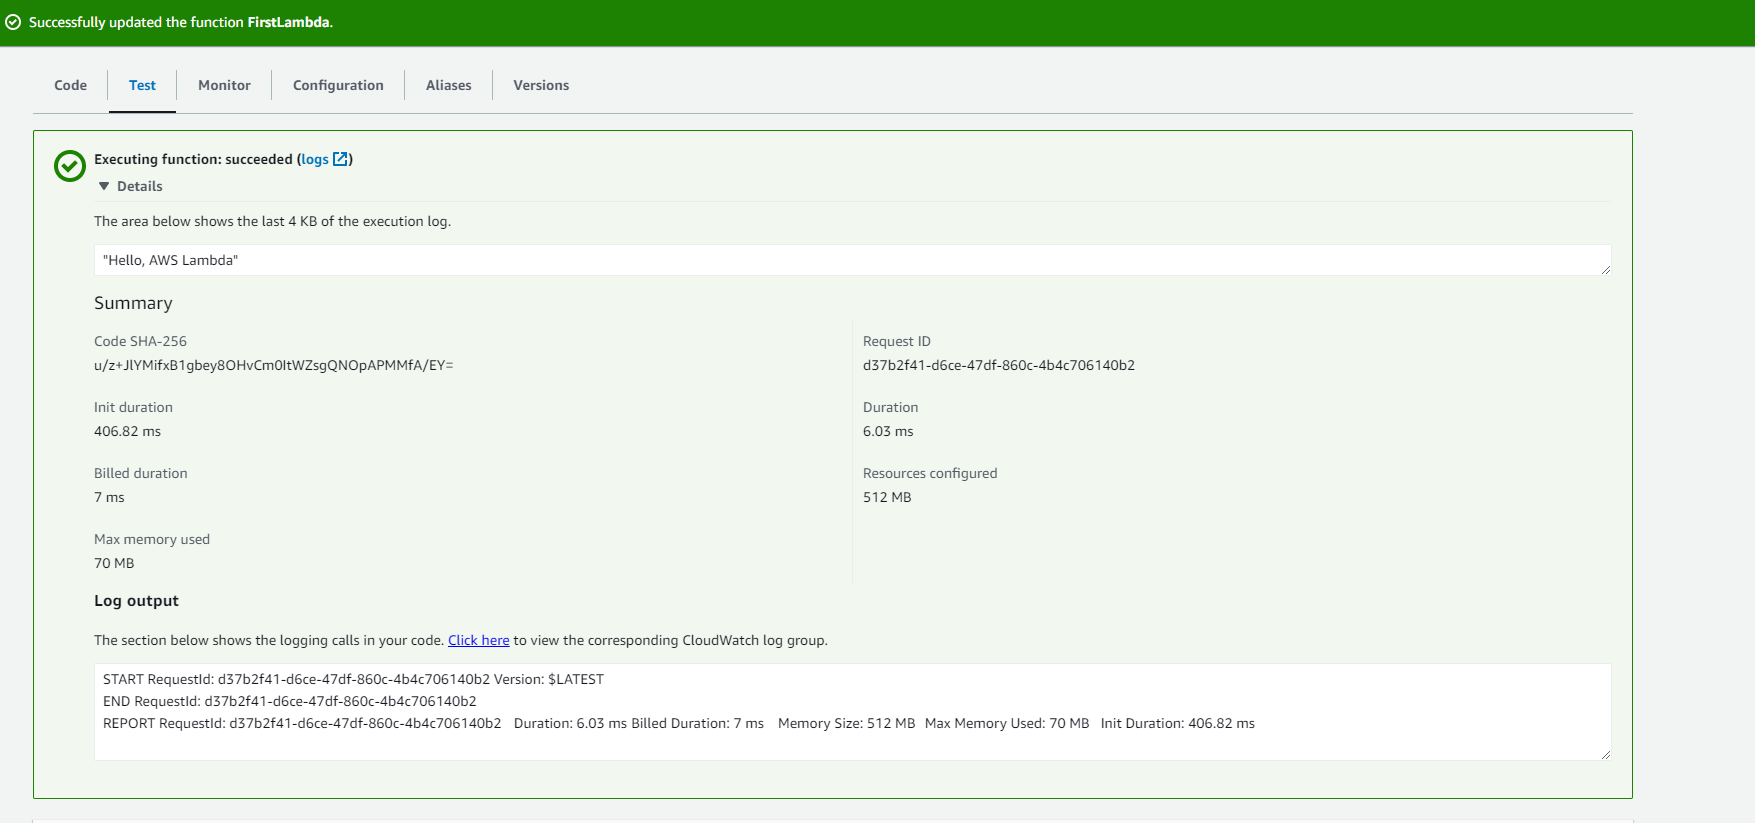 Successfully updated the function FirstLambda.
Code Test Monitor Configuration Aliases Versions
Executing function: succeeded (logs)
Details
The area below shows the last 4 KB of the execution log.
"Hello, AWS Lambda"
Summary
Code SHA-256
u/z+JlYMifxB1gbey8OHvCm0ItWZsgQNOpAPMMfA/EY=
Request ID
d37b2f41-d6ce-47df-860c-4b4c706140b2
Init duration
406.82 ms
Duration
6.03 ms
Billed duration
7 ms
Resources configured
512 MB
Max memory used
70 MB
Log output
The section below shows the logging calls in your code. Click here to view the corresponding CloudWatch log group.
START RequestId: d37b2f41-d6ce-47df-860c-4b4c706140b2 Version: $LATEST
END RequestId: d37b2f41-d6ce-47df-860c-4b4c706140b2
REPORT RequestId: d37b2f41-d6ce-47df-860c-4b4c706140b2 Duration: 6.03 ms Billed Duration: 7 ms Memory Size: 512 MB Max Memory Used: 70 MB Init Duration: 406.82 ms